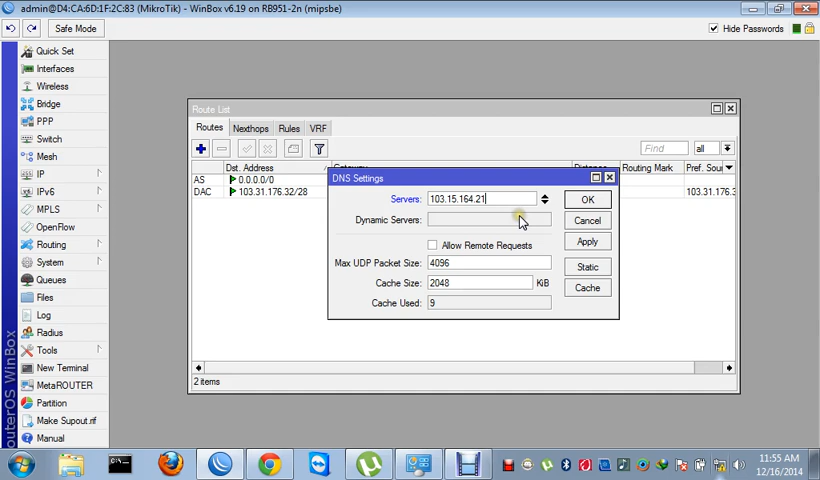 admin@D4:CA:6D:1F:2C:83 (MikroTik) - WinBox v6.19 on RB951-2n (mipsbe)
Safe Mode
Hide Passwords
Quick Set
Interfaces
Wireless
Bridge
PPP
Switch
Mesh
IP
IPv6
MPLS
OpenFlow
Routing
System
Queues
Files
Log
Radius
Tools
New Terminal
MetaROUTER
Partition
Make Supout.rif
Manual
RouterOS WinBox
Route List
Routes Nexthops Rules VRF
Find all
Dst. Address Gateway Distance Routing Mark Pref. Sour
AS 0.0.0.0/0
DAC 103.31.176.32/28 103.31.176.3
2 items
DNS Settings
Servers: 103.15.164.21
Dynamic Servers:
Allow Remote Requests
Max UDP Packet Size: 4096
Cache Size: 2048 KiB
Cache Used: 9
OK
Cancel
Apply
Static
Cache
11:55 AM
12/16/2014